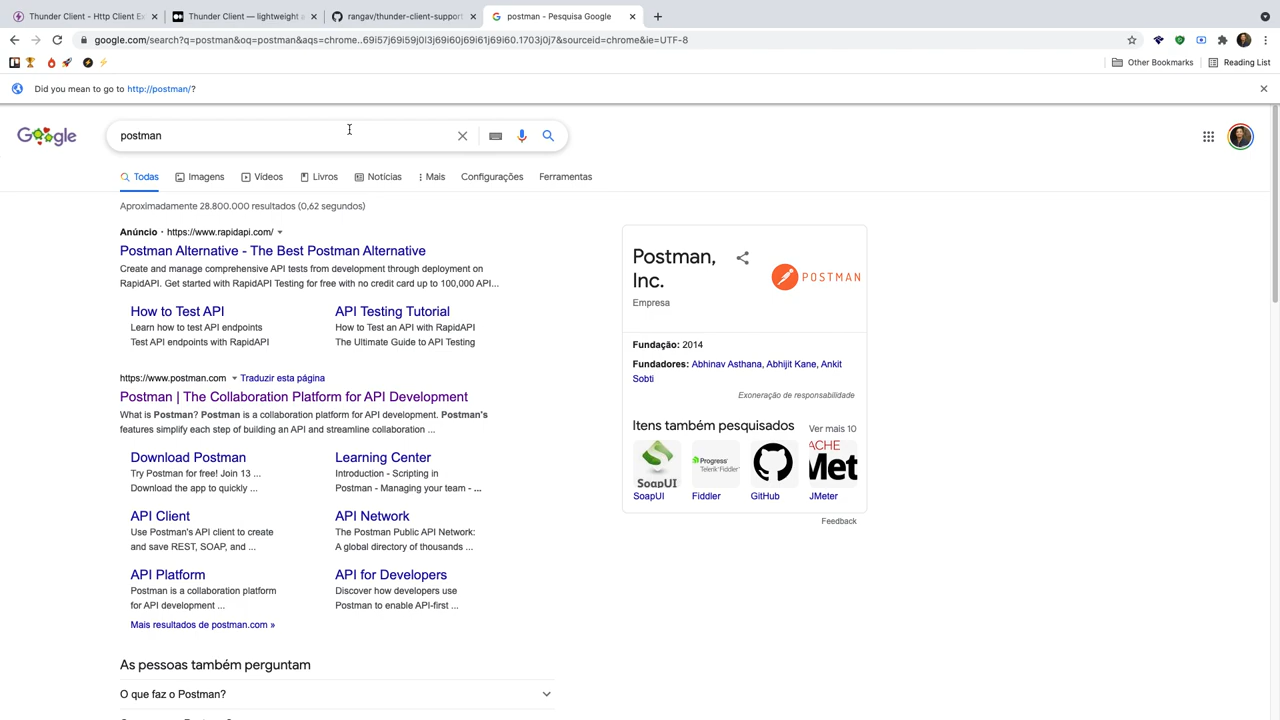 Thunder Client - Http Client Ex
Thunder Client — lightweight a
rangav/thunder-client-support
postman - Pesquisa Google
google.com/search?q=postman&oq=postman&aqs=chrome..69i57j69i59j0l3j69i60j69i61j69i60.1703j0j7&sourceid=chrome&ie=UTF-8
Other Bookmarks
Reading List
Did you mean to go to http://postman/?
Google
postman
Todas
Imagens
Vídeos
Livros
Notícias
Mais
Configurações
Ferramentas
Aproximadamente 28.800.000 resultados (0,62 segundos)
Anúncio · https://www.rapidapi.com/
Postman Alternative - The Best Postman Alternative
Create and manage comprehensive API tests from development through deployment on
RapidAPI. Get started with RapidAPI Testing for free with no credit card up to 100,000 API...
How to Test API
Learn how to test API endpoints
Test API endpoints with RapidAPI
API Testing Tutorial
How to Test an API with RapidAPI
The Ultimate Guide to API Testing
https://www.postman.com Traduzir esta página
Postman | The Collaboration Platform for API Development
What is Postman? Postman is a collaboration platform for API development. Postman's
features simplify each step of building an API and streamline collaboration ...
Download Postman
Try Postman for free! Join 13 ...
Download the app to quickly ...
Learning Center
Introduction - Scripting in
Postman - Managing your team - ...
API Client
Use Postman's API client to create
and save REST, SOAP, and ...
API Network
The Postman Public API Network:
A global directory of thousands ...
API Platform
Postman is a collaboration platform
for API development ...
API for Developers
Discover how developers use
Postman to enable API-first ...
Mais resultados de postman.com »
As pessoas também perguntam
O que faz o Postman?
Postman,
Inc.
Empresa
POSTMAN
Fundação: 2014
Fundadores: Abhinav Asthana, Abhijit Kane, Ankit
Sobti
Exoneração de responsabilidade
Itens também pesquisados
Ver mais 10
SoapUI
Progress
Telerik Fiddler
ACHE
Met
SoapUI
Fiddler
GitHub
JMeter
Feedback